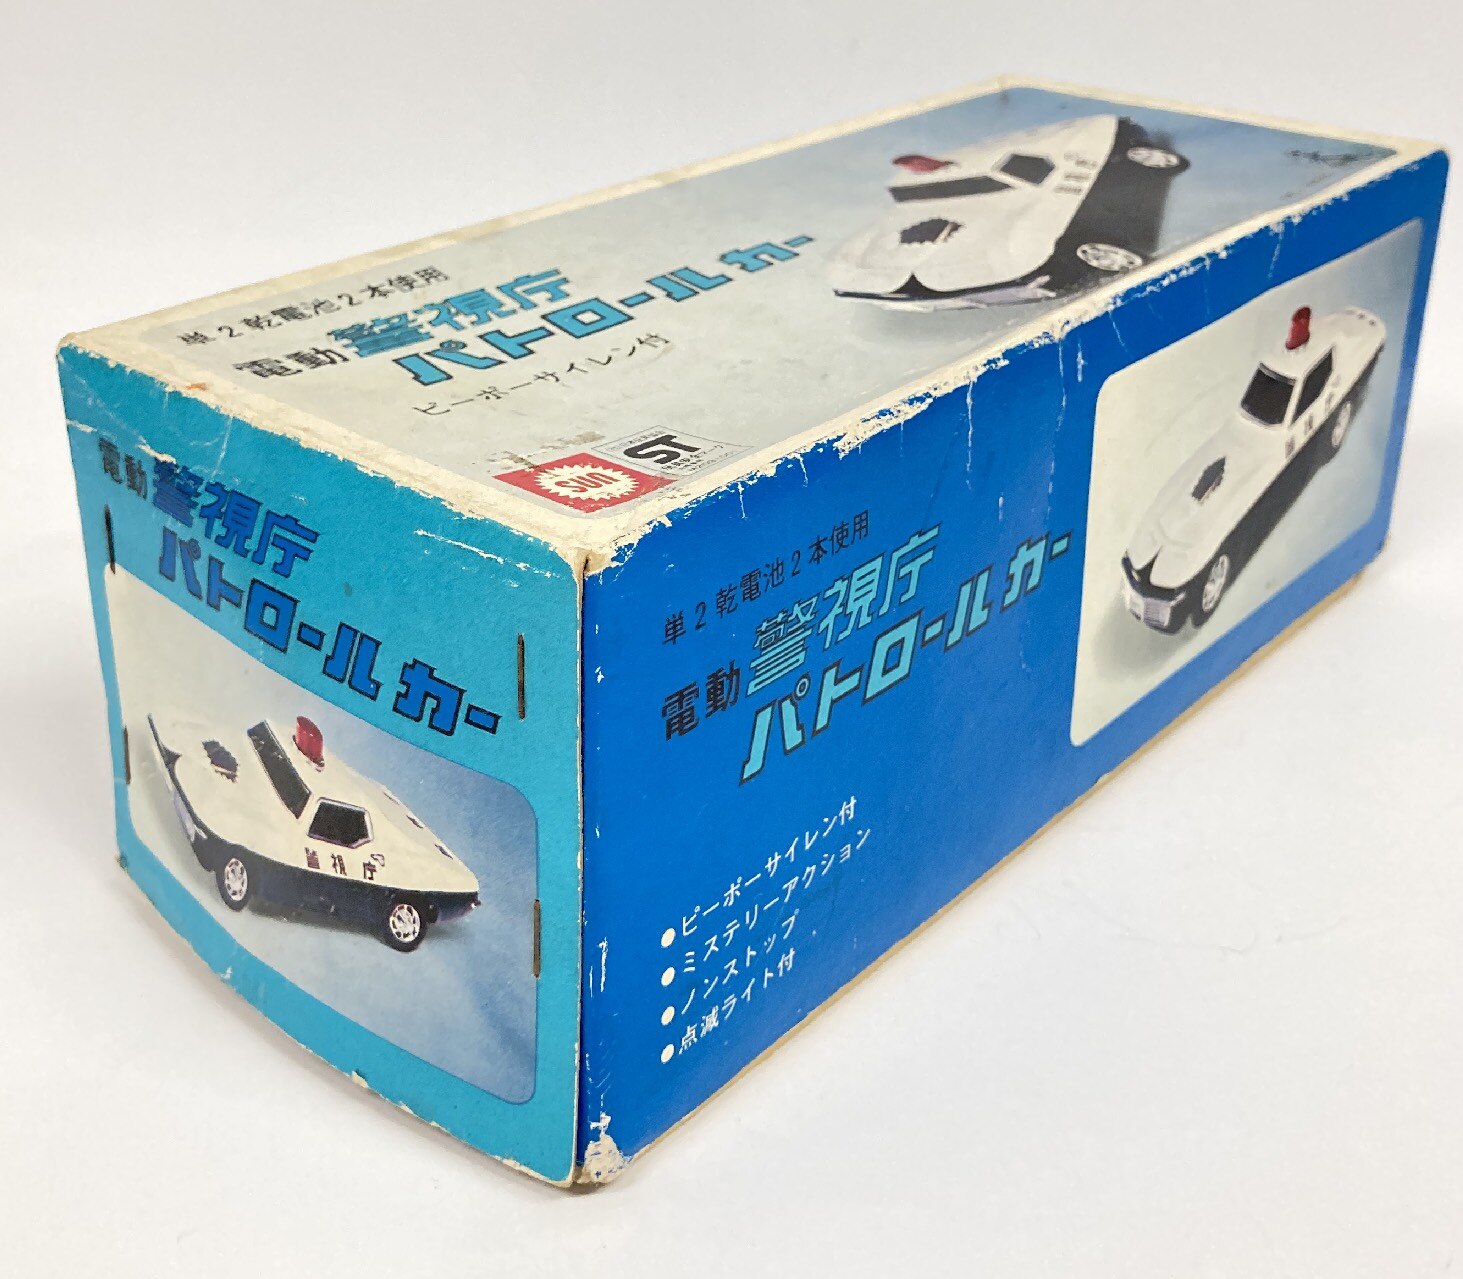 単2乾電池2本使用
電動 警視庁
パトロールカー
ピーポーサイレン付
SUN
ST
電動 警視庁
パトロールカー
警視庁
単2乾電池2本使用
電動 警視庁
パトロールカー
●ピーポーサイレン付
●ミステリーアクション
●ノンストップ
●点滅ライト付